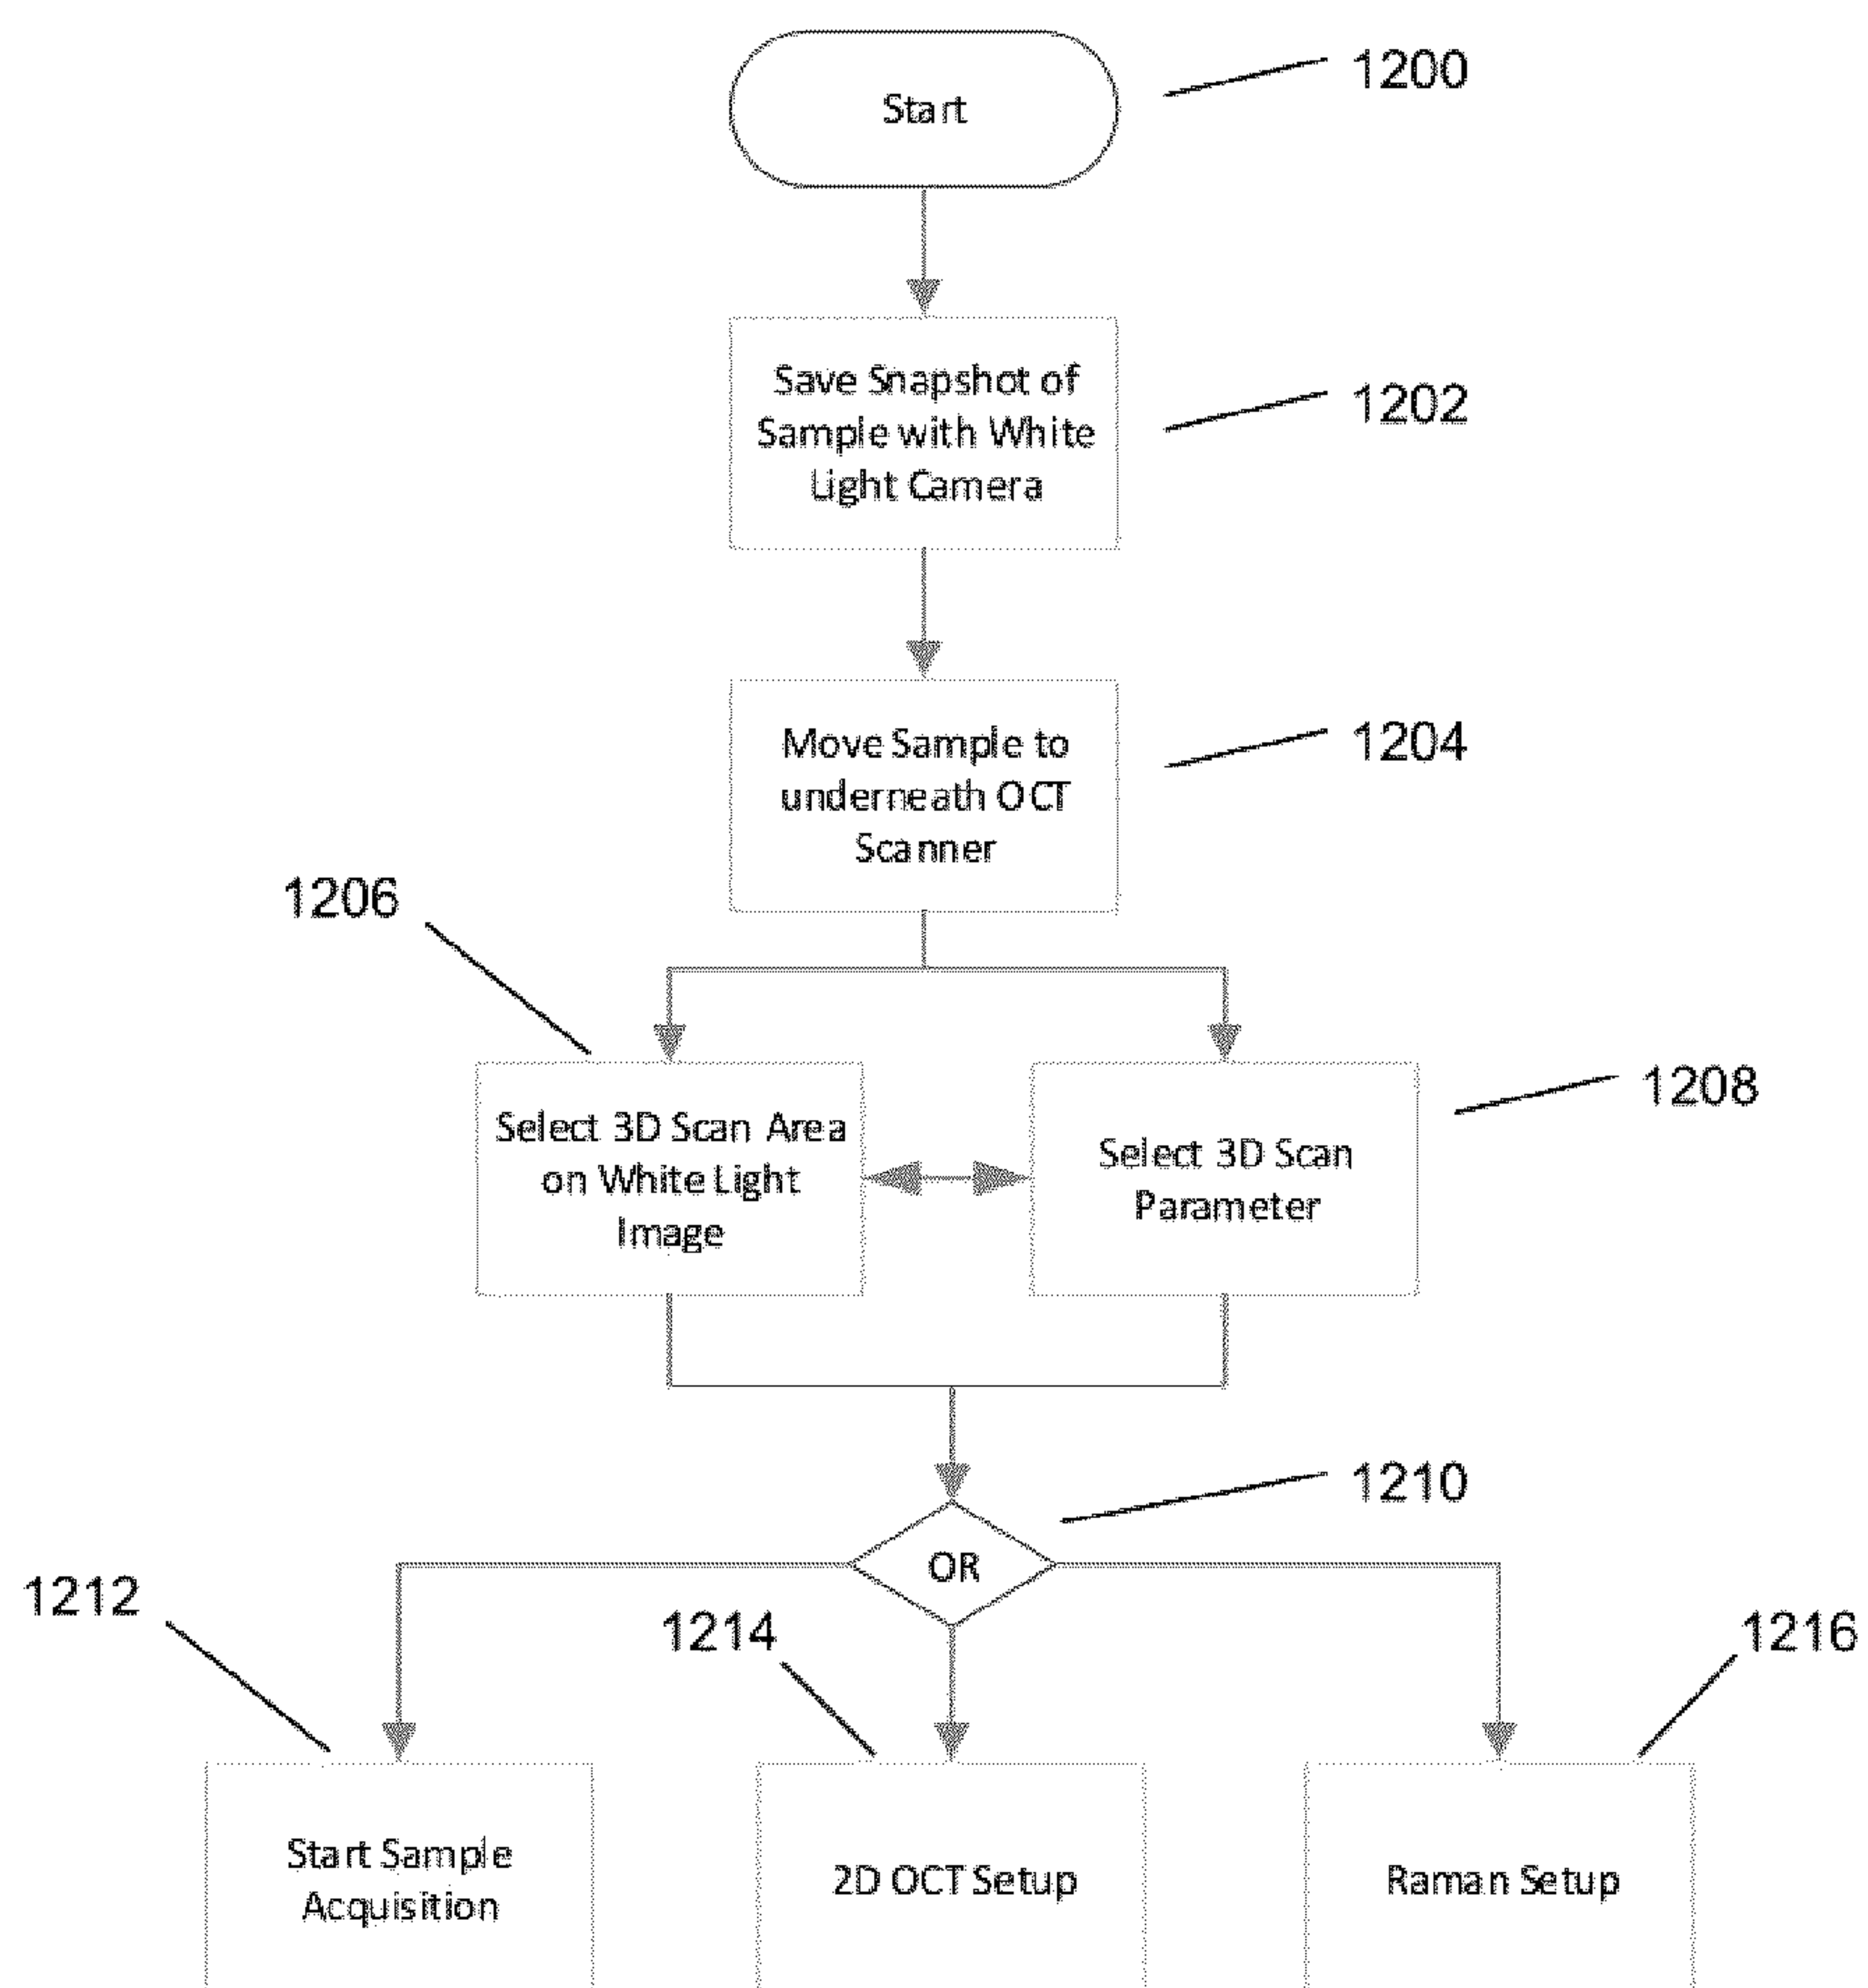 Start
1200
Save Snapshot of
Sample with White
Light Camera
1202
Move Sample to
underneath OCT
Scanner
1204
1206
Select 3D Scan Area
on White Light
Image
Select 3D Scan
Parameter
1208
OR
1210
1212
Start Sample
Acquisition
1214
2D OCT Setup
1216
Raman Setup